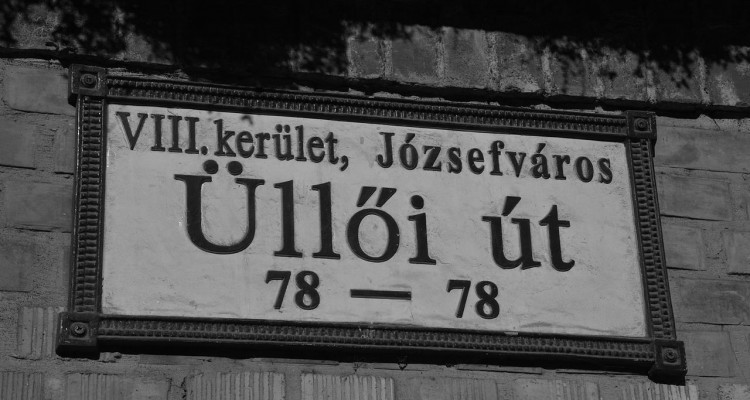 VIII. kerület, Józsefváros
Üllői út
78 — 78